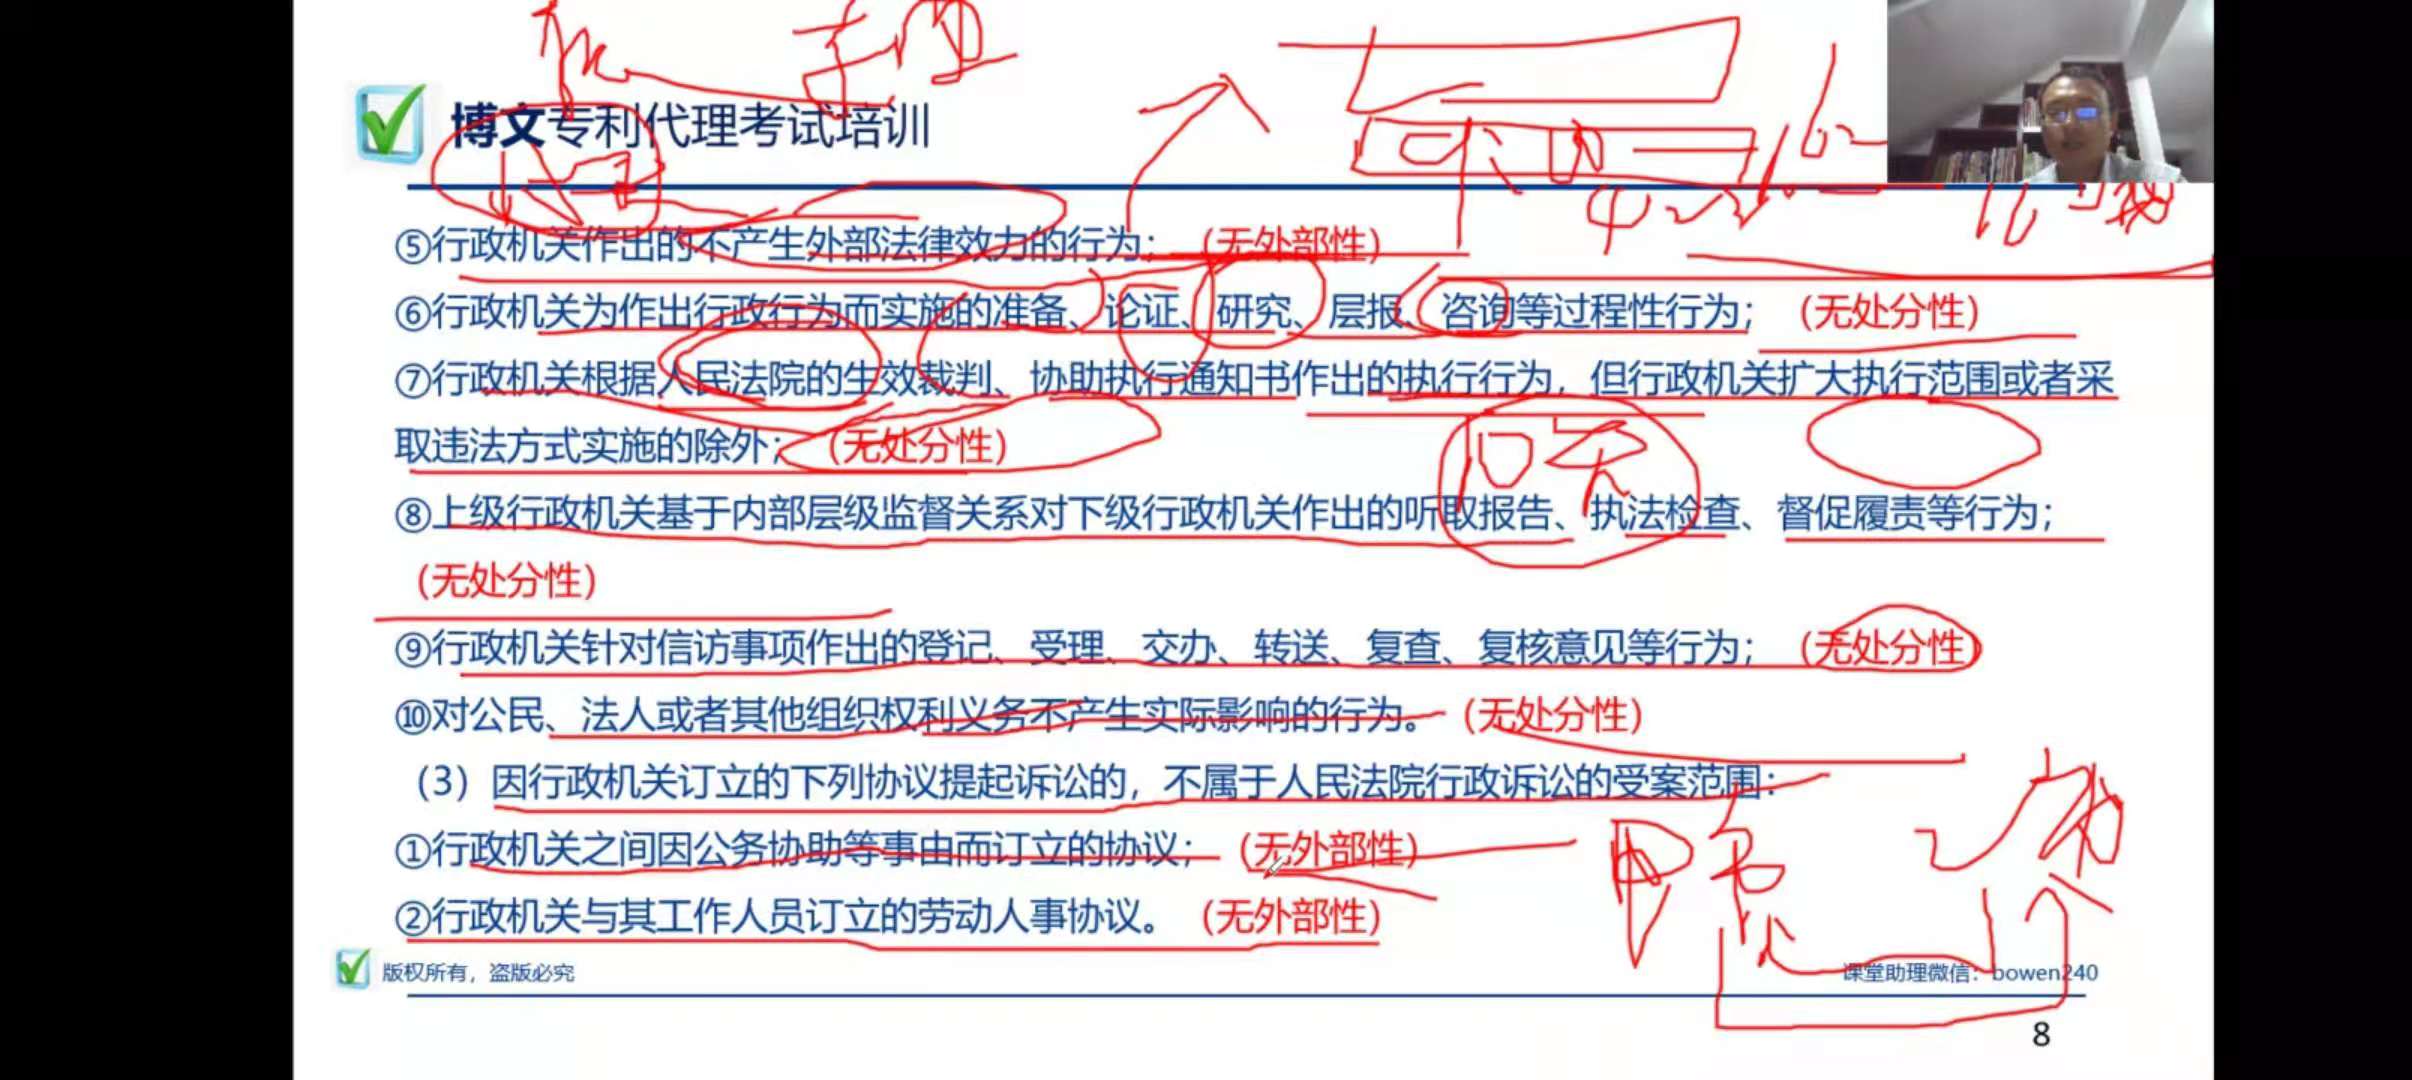 博文专利代理考试培训
⑤行政机关作出的不产生外部法律效力的行为；（无外部性）
⑥行政机关为作出行政行为而实施的准备、论证、研究、层报、咨询等过程性行为；（无处分性）
⑦行政机关根据人民法院的生效裁判、协助执行通知书作出的执行行为，但行政机关扩大执行范围或者采
取违法方式实施的除外；（无处分性）
10天
⑧上级行政机关基于内部层级监督关系对下级行政机关作出的听取报告、执法检查、督促履责等行为；
（无处分性）
⑨行政机关针对信访事项作出的登记、受理、交办、转送、复查、复核意见等行为；（无处分性）
⑩对公民、法人或者其他组织权利义务不产生实际影响的行为。（无处分性）
（3）因行政机关订立的下列协议提起诉讼的，不属于人民法院行政诉讼的受案范围：
①行政机关之间因公务协助等事由而订立的协议；（无外部性）
②行政机关与其工作人员订立的劳动人事协议。（无外部性）
版权所有，盗版必究
课堂助理微信：bowen240
8